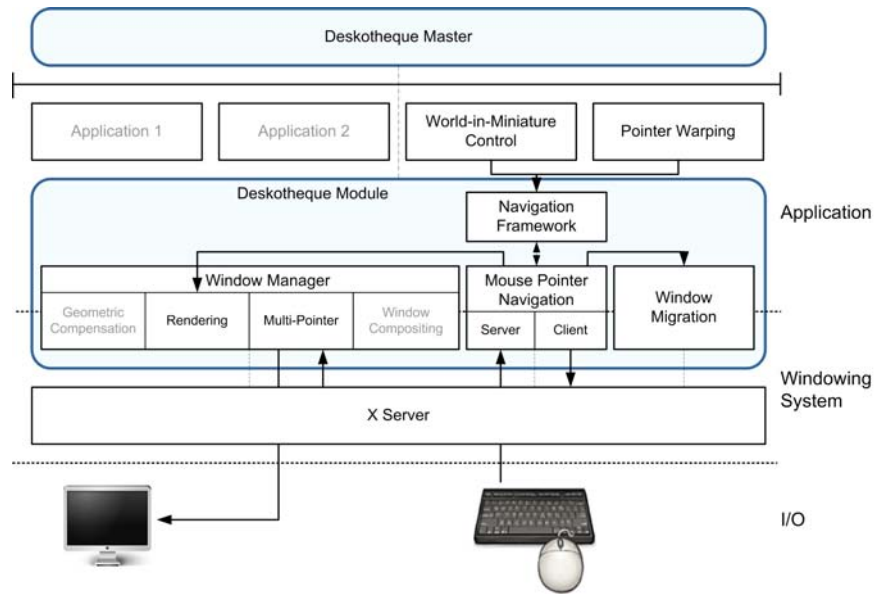 Deskotheque Master
Application 1
Application 2
World-in-Miniature
Control
Pointer Warping
Deskotheque Module
Navigation
Framework
Application
Window Manager
Mouse Pointer
Navigation
Window
Migration
Geometric
Compensation
Rendering
Multi-Pointer
Window
Compositing
Server
Client
Windowing
System
X Server
I/O